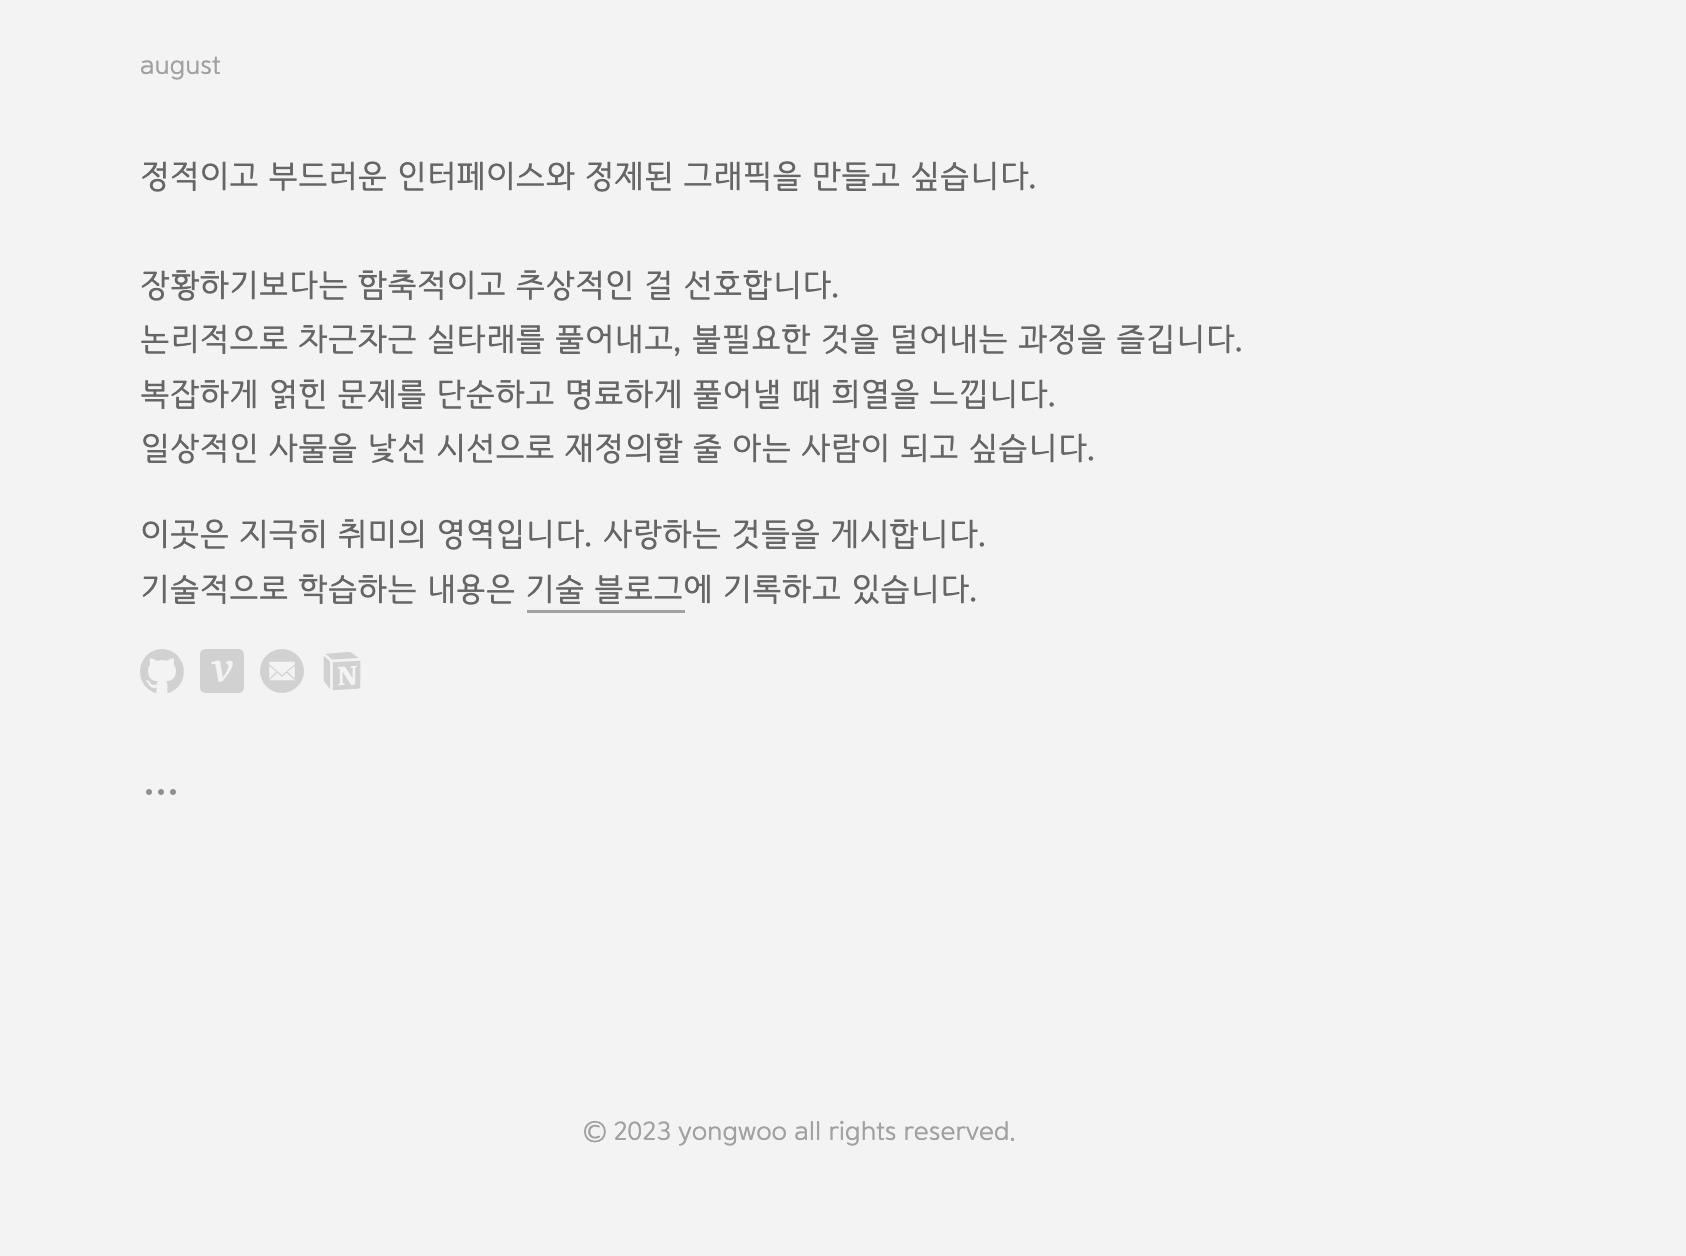 august
정적이고 부드러운 인터페이스와 정제된 그래픽을 만들고 싶습니다.
장황하기보다는 함축적이고 추상적인 걸 선호합니다.
논리적으로 차근차근 실타래를 풀어내고, 불필요한 것을 덜어내는 과정을 즐깁니다.
복잡하게 얽힌 문제를 단순하고 명료하게 풀어낼 때 희열을 느낍니다.
일상적인 사물을 낯선 시선으로 재정의할 줄 아는 사람이 되고 싶습니다.
이곳은 지극히 취미의 영역입니다. 사랑하는 것들을 게시합니다.
기술적으로 학습하는 내용은 기술 블로그에 기록하고 있습니다.
...
© 2023 yongwoo all rights reserved.